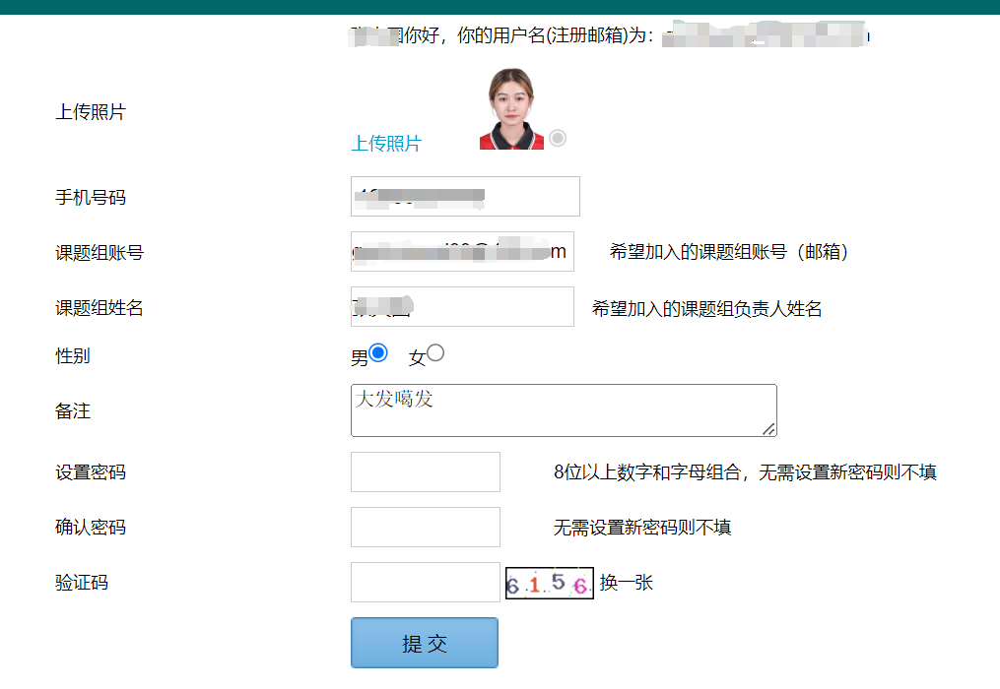 你好，你的用户名(注册邮箱)为：
上传照片
上传照片
手机号码
课题组账号 希望加入的课题组账号（邮箱）
课题组姓名 希望加入的课题组负责人姓名
性别 男 女
备注 大发噶发
设置密码 8位以上数字和字母组合，无需设置新密码则不填
确认密码 无需设置新密码则不填
验证码 6156 换一张
提 交